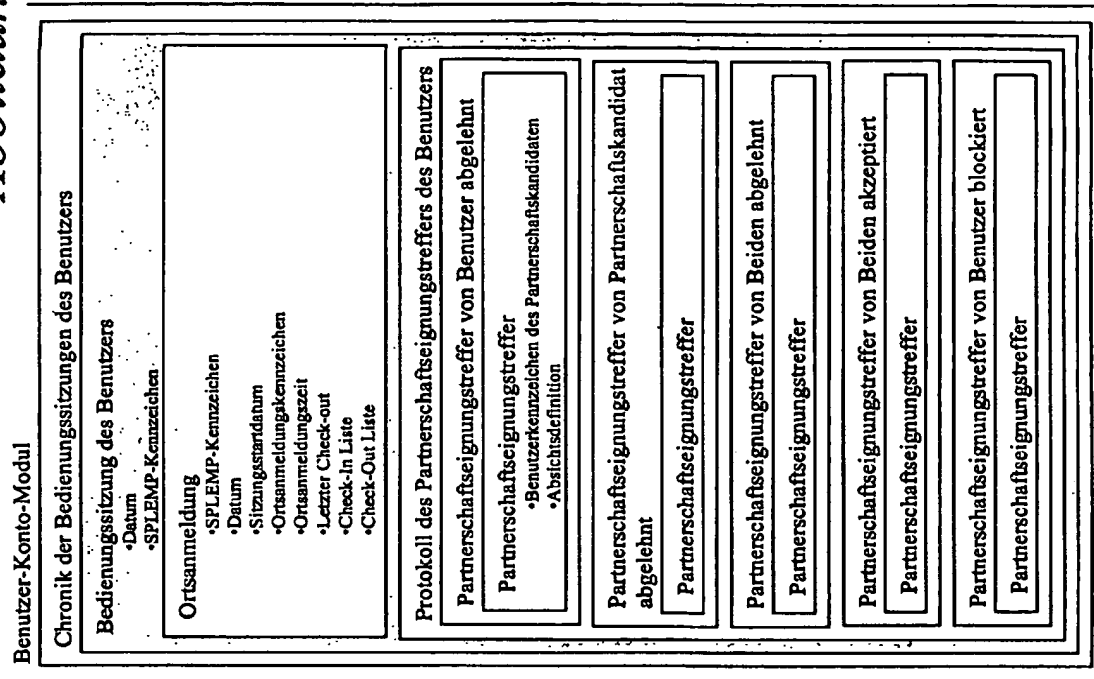 Benutzer-Konto-Modul
Chronik der Bedienungssitzungen des Benutzers
Bedienungssitzung des Benutzers
•Datum
•SPLEMP-Kennzeichen
Ortsanmeldung
•SPLEMP-Kennzeichen
•Datum
•Sitzungsstartdatum
•Ortsanmeldungskennzeichen
•Ortsanmeldungszeit
•Letzter Check-out
•Check-In Liste
•Check-Out Liste
Protokoll des Partnerschaftseignungstreffers des Benutzers
Partnerschaftseignungstreffer von Benutzer abgelehnt
Partnerschaftseignungstreffer
•Benutzerkennzeichen des Partnerschaftskandidaten
•Absichtsdefinition
Partnerschaftseignungstreffer von Partnerschaftskandidat
abgelehnt
Partnerschaftseignungstreffer
Partnerschaftseignungstreffer von Beiden abgelehnt
Partnerschaftseignungstreffer
Partnerschaftseignungstreffer von Beiden akzeptiert
Partnerschaftseignungstreffer
Partnerschaftseignungstreffer von Benutzer blockiert
Partnerschaftseignungstreffer